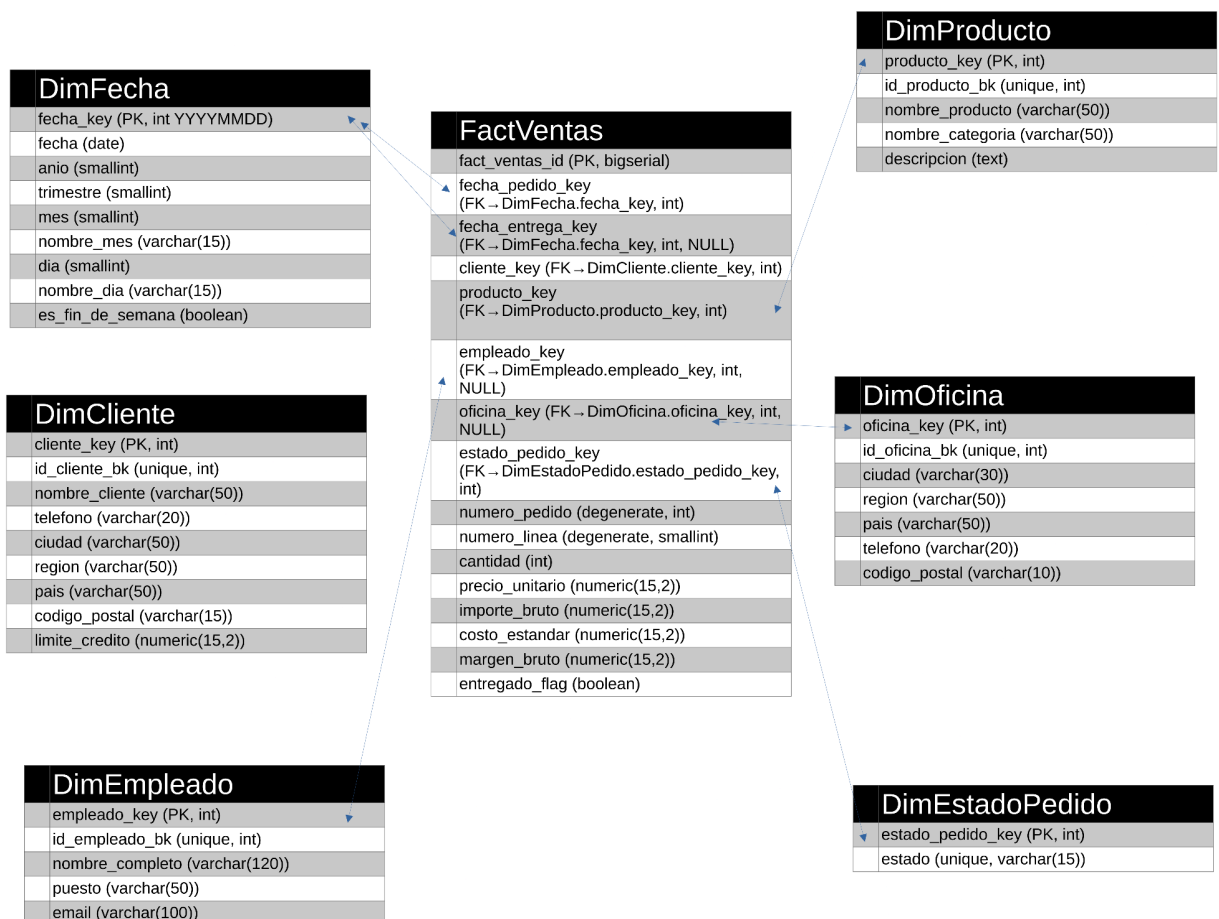 DimFecha
fecha_key (PK, int YYYYMMDD)
fecha (date)
anio (smallint)
trimestre (smallint)
mes (smallint)
nombre_mes (varchar(15))
dia (smallint)
nombre_dia (varchar(15))
es_fin_de_semana (boolean)
DimCliente
cliente_key (PK, int)
id_cliente_bk (unique, int)
nombre_cliente (varchar(50))
telefono (varchar(20))
ciudad (varchar(50))
region (varchar(50))
pais (varchar(50))
codigo_postal (varchar(15))
limite_credito (numeric(15,2))
DimEmpleado
empleado_key (PK, int)
id_empleado_bk (unique, int)
nombre_completo (varchar(120))
puesto (varchar(50))
email (varchar(100))
FactVentas
fact_ventas_id (PK, bigserial)
fecha_pedido_key
(FK→DimFecha.fecha_key, int)
fecha_entrega_key
(FK→DimFecha.fecha_key, int, NULL)
cliente_key (FK→DimCliente.cliente_key, int)
producto_key
(FK→DimProducto.producto_key, int)
empleado_key
(FK→DimEmpleado.empleado_key, int,
NULL)
oficina_key (FK→DimOficina.oficina_key, int,
NULL)
estado_pedido_key
(FK→DimEstadoPedido.estado_pedido_key,
int)
numero_pedido (degenerate, int)
numero_linea (degenerate, smallint)
cantidad (int)
precio_unitario (numeric(15,2))
importe_bruto (numeric(15,2))
costo_estandar (numeric(15,2))
margen_bruto (numeric(15,2))
entregado_flag (boolean)
DimProducto
producto_key (PK, int)
id_producto_bk (unique, int)
nombre_producto (varchar(50))
nombre_categoria (varchar(50))
descripcion (text)
DimOficina
oficina_key (PK, int)
id_oficina_bk (unique, int)
ciudad (varchar(30))
region (varchar(50))
pais (varchar(50))
telefono (varchar(20))
codigo_postal (varchar(10))
DimEstadoPedido
estado_pedido_key (PK, int)
estado (unique, varchar(15))